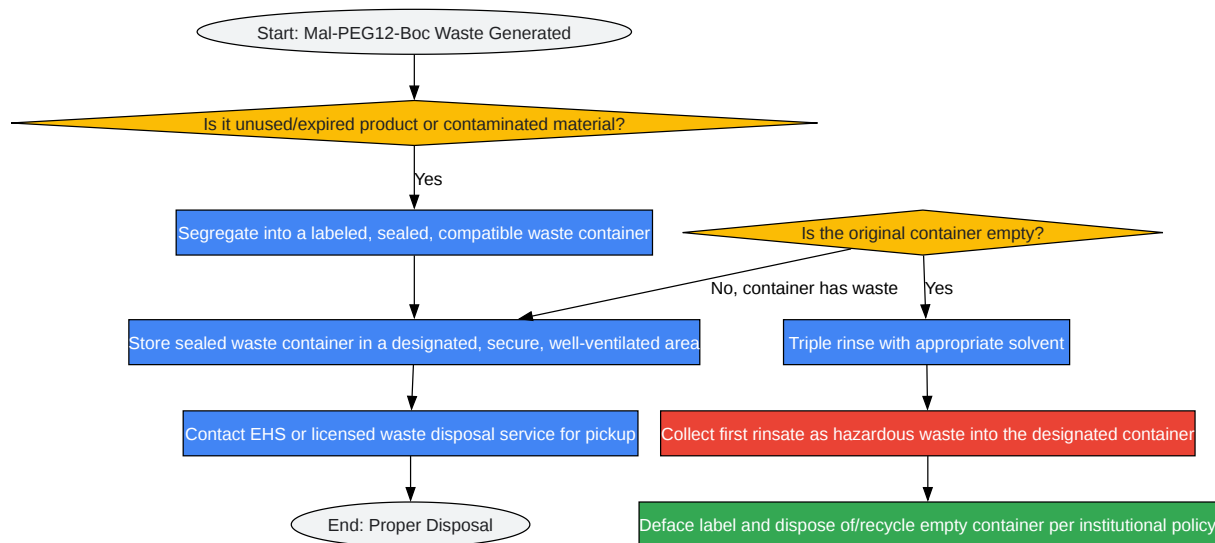 Start: Mal-PEG12-Boc Waste Generated
Is it unused/expired product or contaminated material?
Yes
Segregate into a labeled, sealed, compatible waste container
Is the original container empty?
No, container has waste
Yes
Store sealed waste container in a designated, secure, well-ventilated area
Triple rinse with appropriate solvent
Contact EHS or licensed waste disposal service for pickup
Collect first rinsate as hazardous waste into the designated container
End: Proper Disposal
Deface label and dispose of/recycle empty container per institutional policy